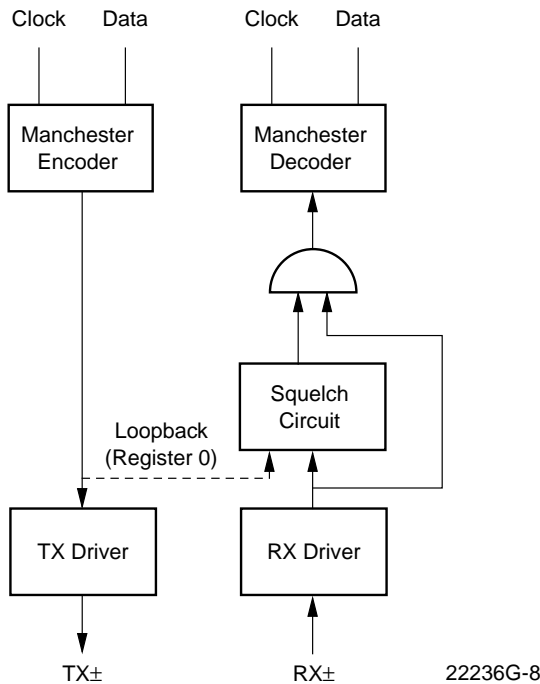 Clock Data Clock Data
Manchester
Encoder
Manchester
Decoder
Squelch
Circuit
Loopback
(Register 0)
TX Driver
RX Driver
TX±
RX±
22236G-8